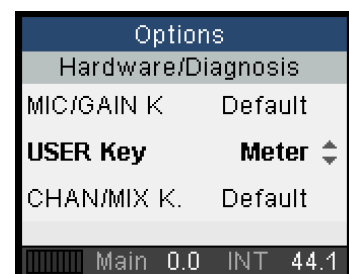 Options
Hardware/Diagnosis
MIC/GAIN K Default
USER Key Meter
CHAN/MIX K. Default
Main 0.0 INT 44.1